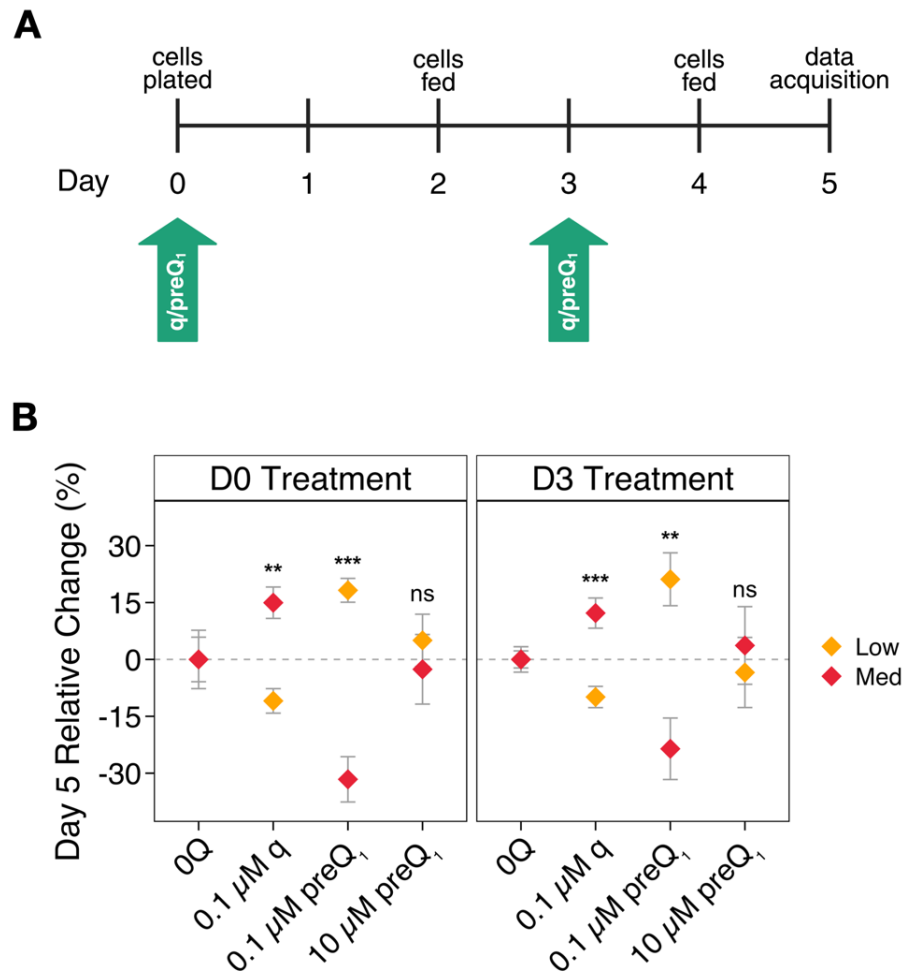 A
cells
plated
cells
fed
cells
fed
data
acquisition
Day 0 1 2 3 4 5
q/preQ₁
q/preQ₁
B
D0 Treatment
D3 Treatment
Day 5 Relative Change (%)
30
15
0
-15
-30
**
***
ns
***
**
ns
Low
Med
0Q
0.1 µM q
0.1 µM preQ₁
10 µM preQ₁
0Q
0.1 µM q
0.1 µM preQ₁
10 µM preQ₁